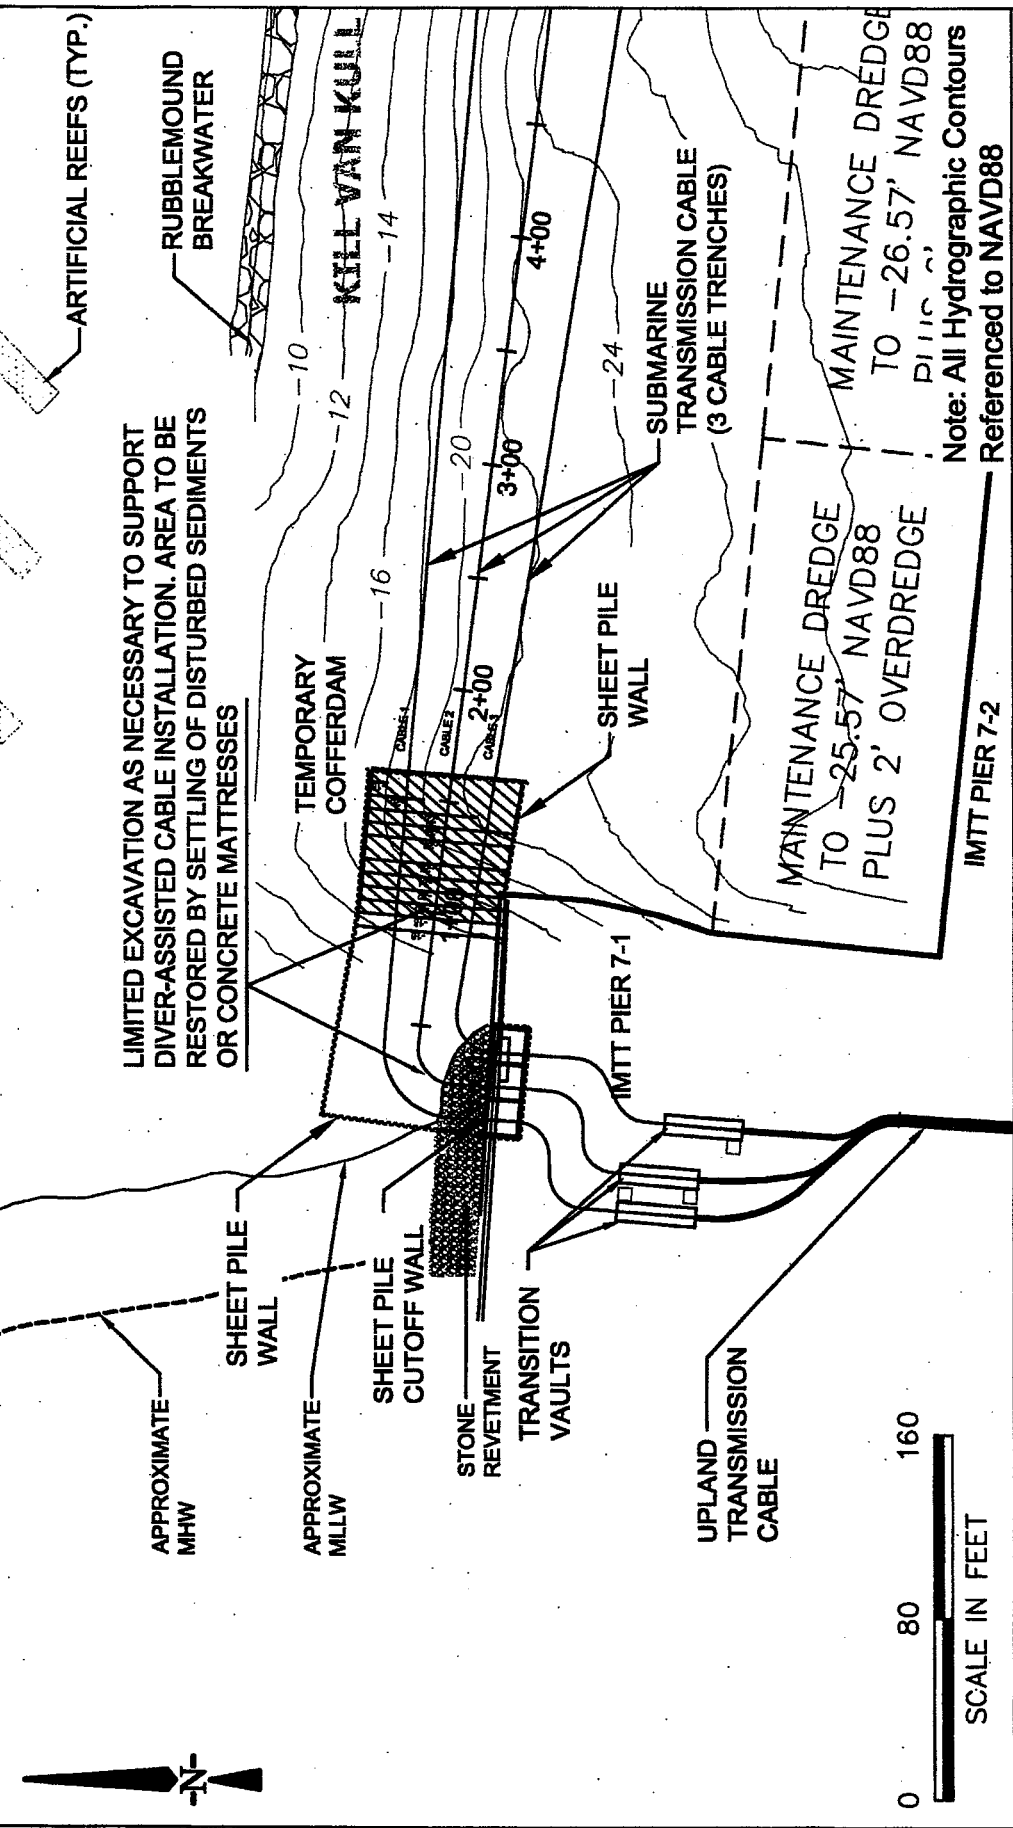 ARTIFICIAL REEFS (TYP.)
RUBBLEMOUND
BREAKWATER
KILL VAN KULL
LIMITED EXCAVATION AS NECESSARY TO SUPPORT
DIVER-ASSISTED CABLE INSTALLATION. AREA TO BE
RESTORED BY SETTLING OF DISTURBED SEDIMENTS
OR CONCRETE MATTRESSES
TEMPORARY
COFFERDAM
-10
-12
-14
-16
-20
-24
CABLE 1
CABLE 2
CABLE 3
2+00
3+00
4+00
SHEET PILE
WALL
SUBMARINE
TRANSMISSION CABLE
(3 CABLE TRENCHES)
SHEET PILE
WALL
APPROXIMATE
MHW
APPROXIMATE
MLLW
SHEET PILE
CUTOFF WALL
STONE
REVETMENT
TRANSITION
VAULTS
UPLAND
TRANSMISSION
CABLE
IMTT PIER 7-1
IMTT PIER 7-2
MAINTENANCE DREDGE
TO -25.57' NAVD88
PLUS 2' OVERDREDGE
MAINTENANCE DREDGE
TO -26.57' NAVD88
PLUS 2'
Note: All Hydrographic Contours
Referenced to NAVD88
-N-
0 80 160
SCALE IN FEET